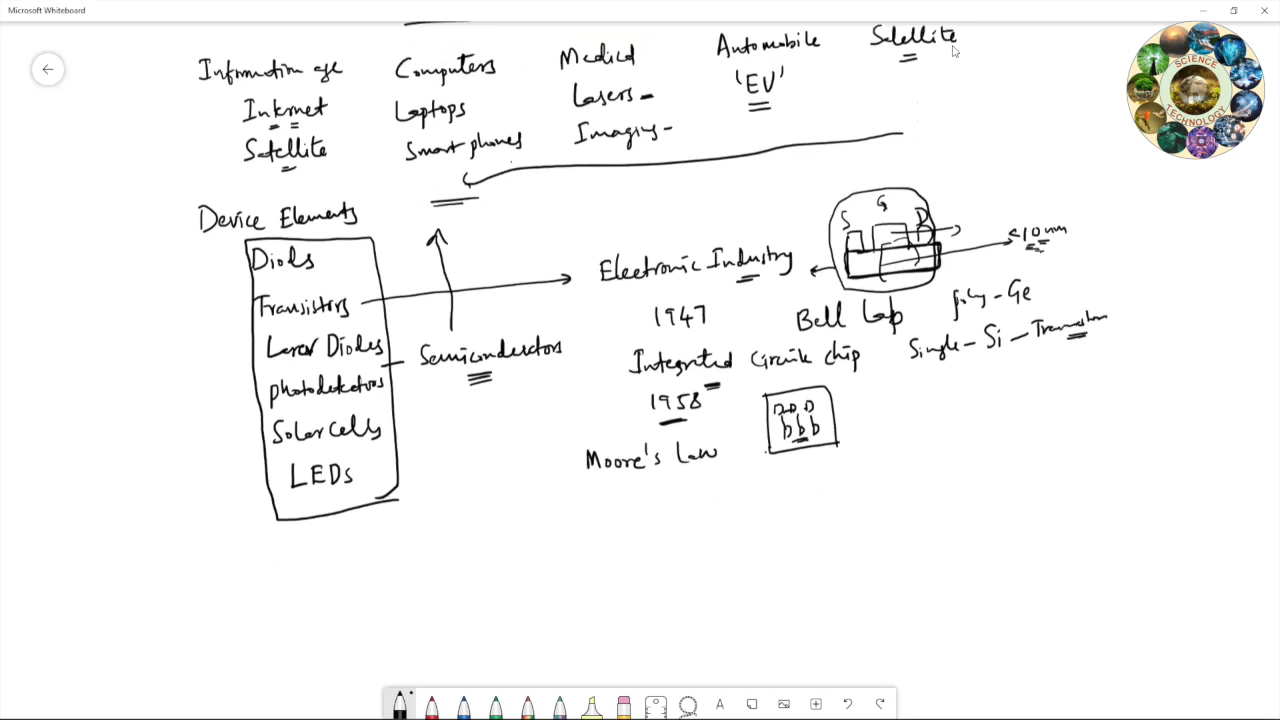 Microsoft Whiteboard
Information age
Internet
Satellite
Computers
Laptops
Smart phones
Medical
Lasers -
Imaging -
Automobile
'EV'
Satellite
SCIENCE
TECHNOLOGY
Device Elements
Diods
Transistors
Laser Diodes
photodetectors
Solar cells
LEDs
Semiconductors
Electronic Industry
1947
Bell Lab
Integrated Circuit chip
1958
Moore's Law
S G D
<10 nm
poly - Ge
Single - Si - Transistor
D D D
D D D
A